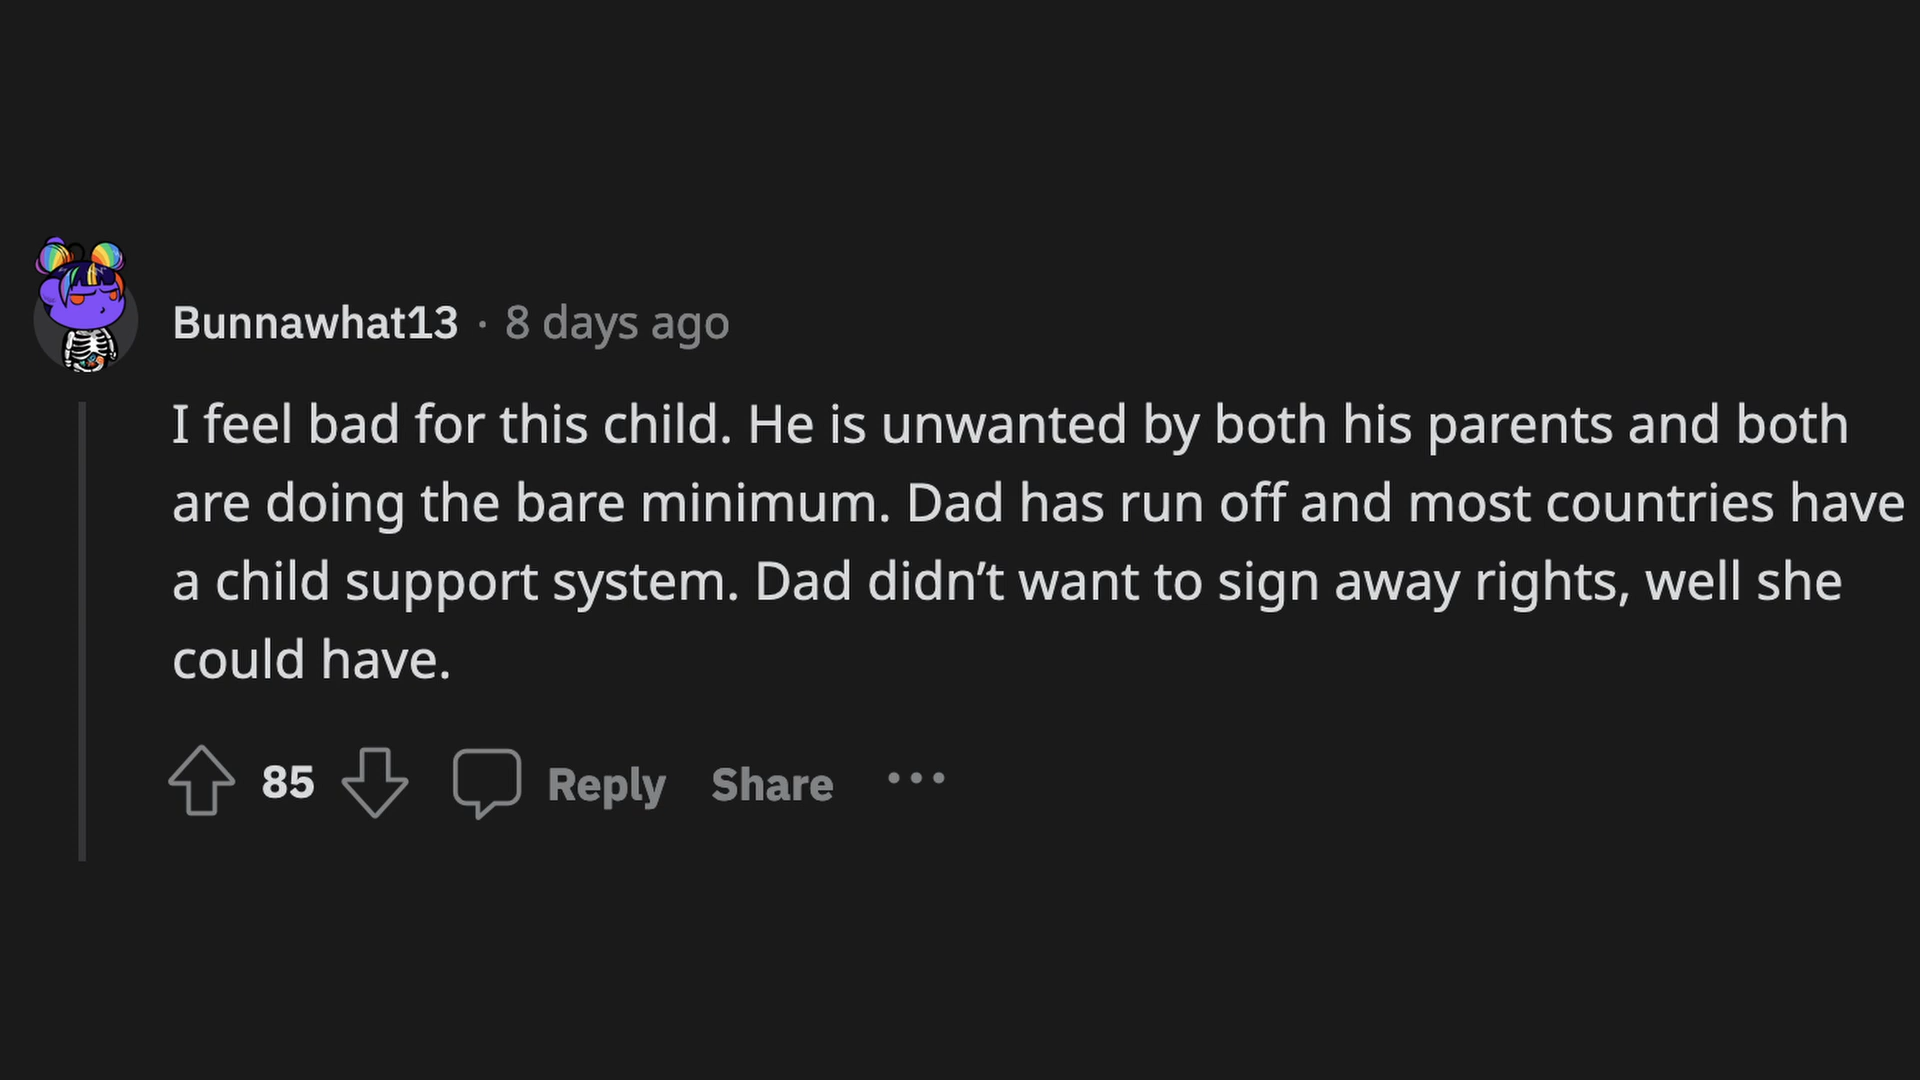 Bunnawhat13 · 8 days ago
I feel bad for this child. He is unwanted by both his parents and both
are doing the bare minimum. Dad has run off and most countries have
a child support system. Dad didn’t want to sign away rights, well she
could have.
85 Reply Share ···